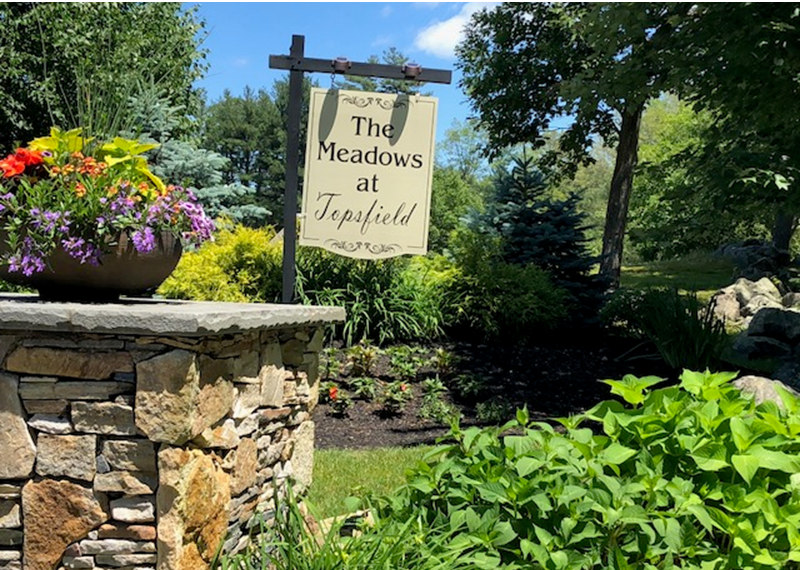 The
Meadows
at
Topsfield